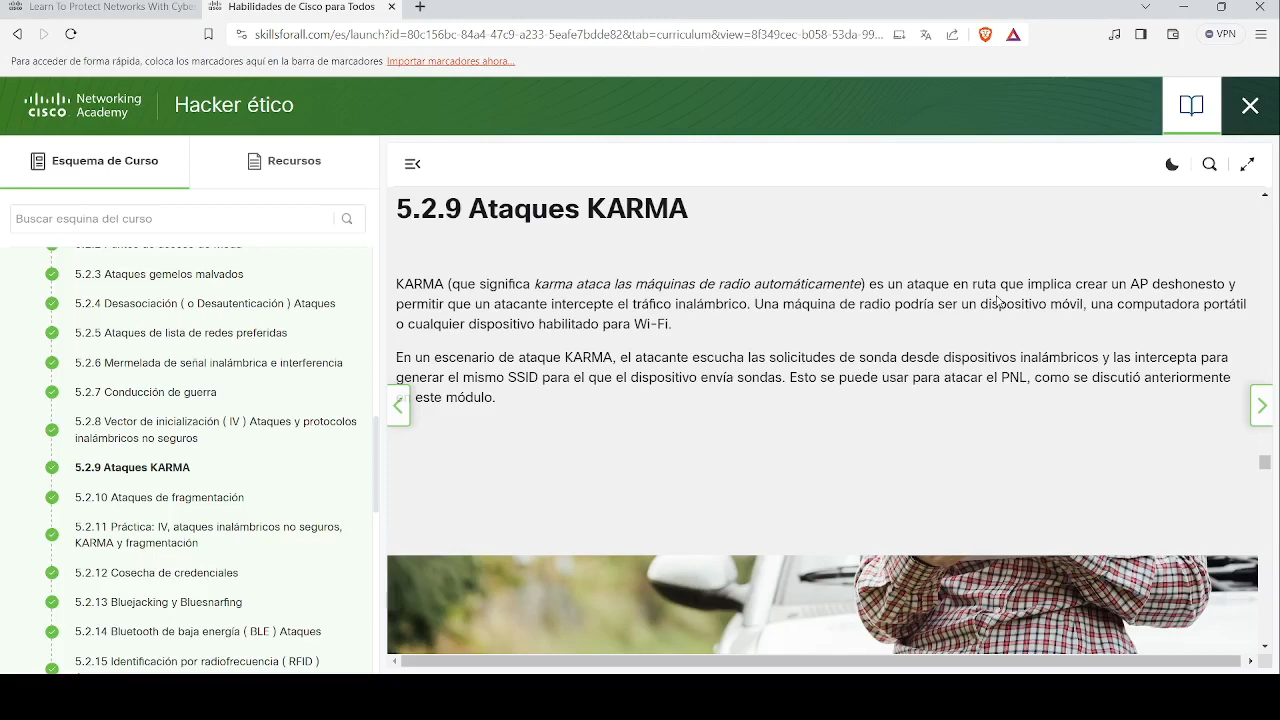 Learn To Protect Networks With Cybe
Habilidades de Cisco para Todos
skillsforall.com/es/launch?id=80c156bc-84a4-47c9-a233-5eafe7bdde82&tab=curriculum&view=8f349cec-b058-53da-99...
VPN
Para acceder de forma rápida, coloca los marcadores aquí en la barra de marcadores Importar marcadores ahora...
CISCO Networking Academy
Hacker ético
Esquema de Curso
Recursos
Buscar esquina del curso
5.2.3 Ataques gemelos malvados
5.2.4 Desasociación ( o Desautenticación ) Ataques
5.2.5 Ataques de lista de redes preferidas
5.2.6 Mermelada de señal inalámbrica e interferencia
5.2.7 Conducción de guerra
5.2.8 Vector de inicialización ( IV ) Ataques y protocolos
inalámbricos no seguros
5.2.9 Ataques KARMA
5.2.10 Ataques de fragmentación
5.2.11 Práctica: IV, ataques inalámbricos no seguros,
KARMA y fragmentación
5.2.12 Cosecha de credenciales
5.2.13 Bluejacking y Bluesnarfing
5.2.14 Bluetooth de baja energía ( BLE ) Ataques
5.2.15 Identificación por radiofrecuencia ( RFID )
5.2.9 Ataques KARMA
KARMA (que significa karma ataca las máquinas de radio automáticamente) es un ataque en ruta que implica crear un AP deshonesto y
permitir que un atacante intercepte el tráfico inalámbrico. Una máquina de radio podría ser un dispositivo móvil, una computadora portátil
o cualquier dispositivo habilitado para Wi-Fi.
En un escenario de ataque KARMA, el atacante escucha las solicitudes de sonda desde dispositivos inalámbricos y las intercepta para
generar el mismo SSID para el que el dispositivo envía sondas. Esto se puede usar para atacar el PNL, como se discutió anteriormente
este módulo.